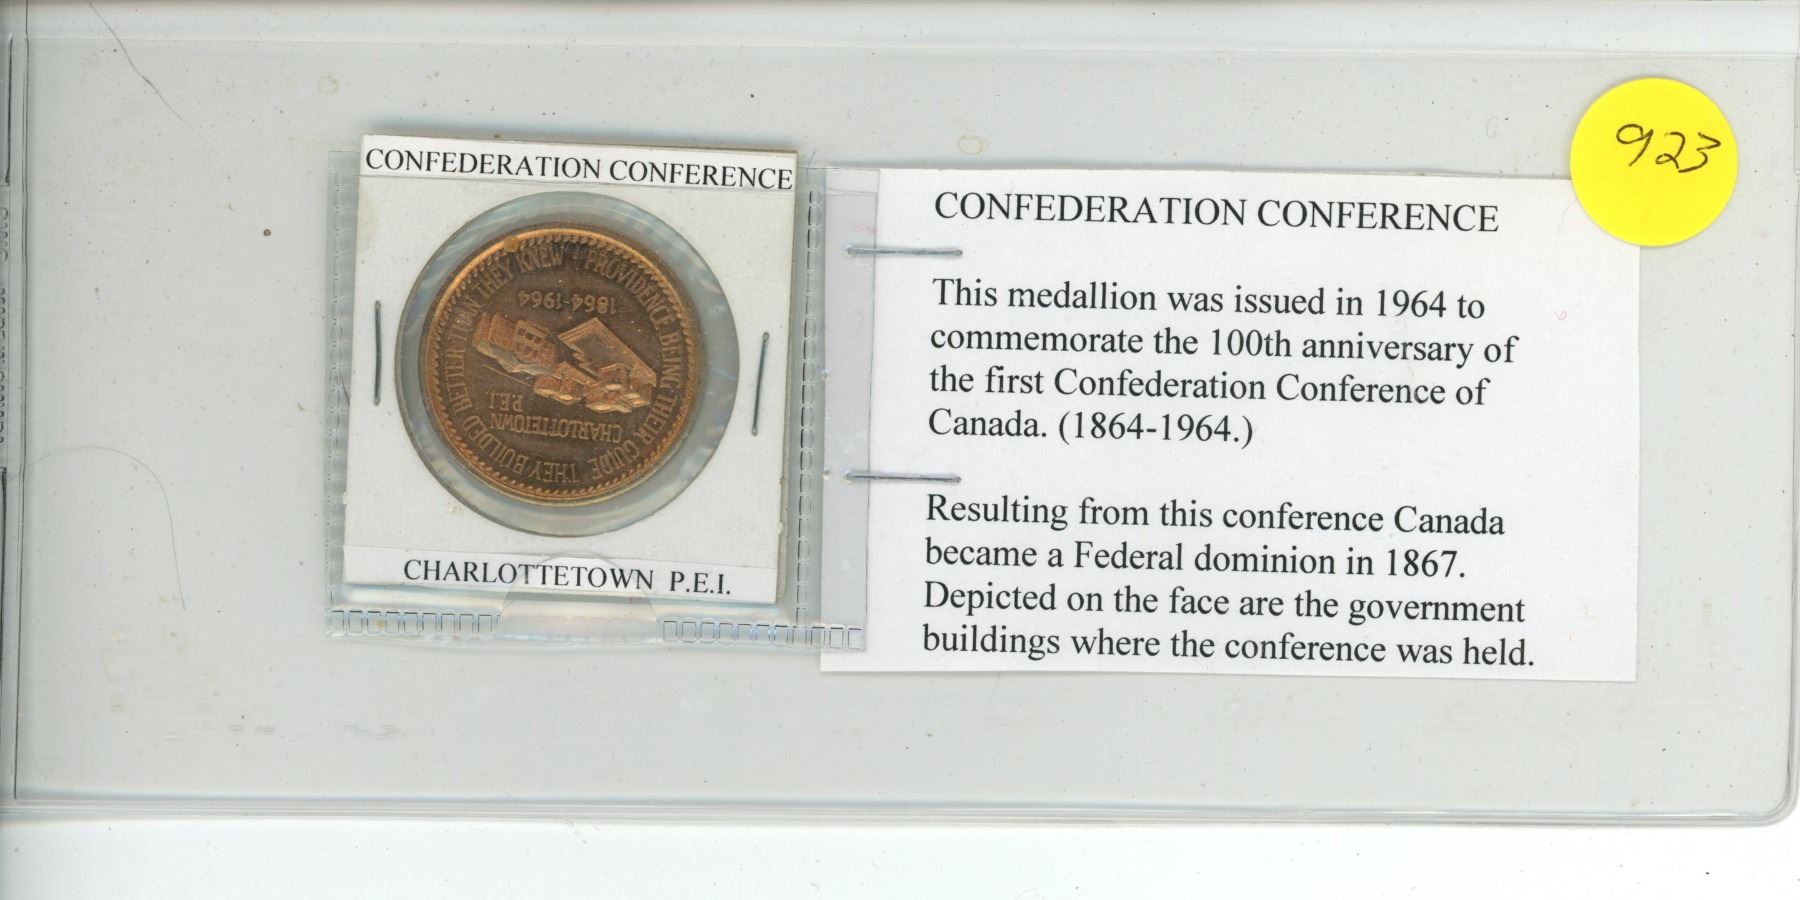 CONFEDERATION CONFERENCE
PROVIDENCE BEING THEIR GUIDE THEY BUILDED BETTER THAN THEY KNEW
1864-1964
CHARLOTTETOWN
P.E.I
CHARLOTTETOWN P.E.I.
923
CONFEDERATION CONFERENCE
This medallion was issued in 1964 to
commemorate the 100th anniversary of
the first Confederation Conference of
Canada. (1864-1964.)
Resulting from this conference Canada
became a Federal dominion in 1867.
Depicted on the face are the government
buildings where the conference was held.